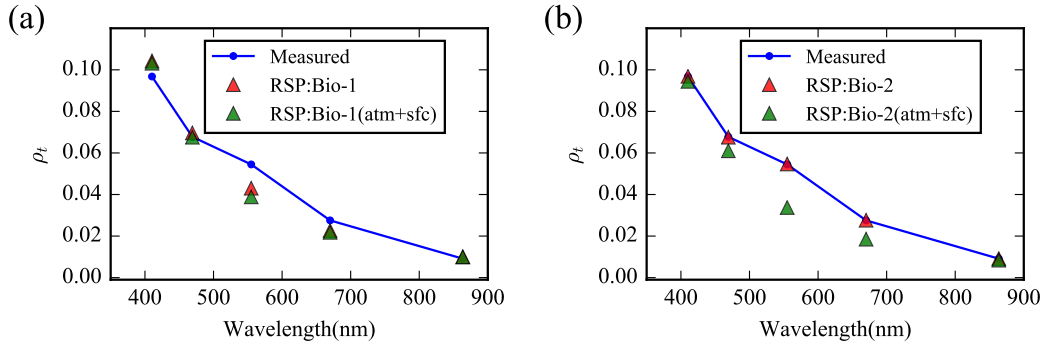 (a)
Measured
RSP:Bio-1
RSP:Bio-1(atm+sfc)
0.10
0.08
0.06
0.04
0.02
0.00
ρt
400 500 600 700 800 900
Wavelength(nm)
(b)
Measured
RSP:Bio-2
RSP:Bio-2(atm+sfc)
0.10
0.08
0.06
0.04
0.02
0.00
ρt
400 500 600 700 800 900
Wavelength(nm)